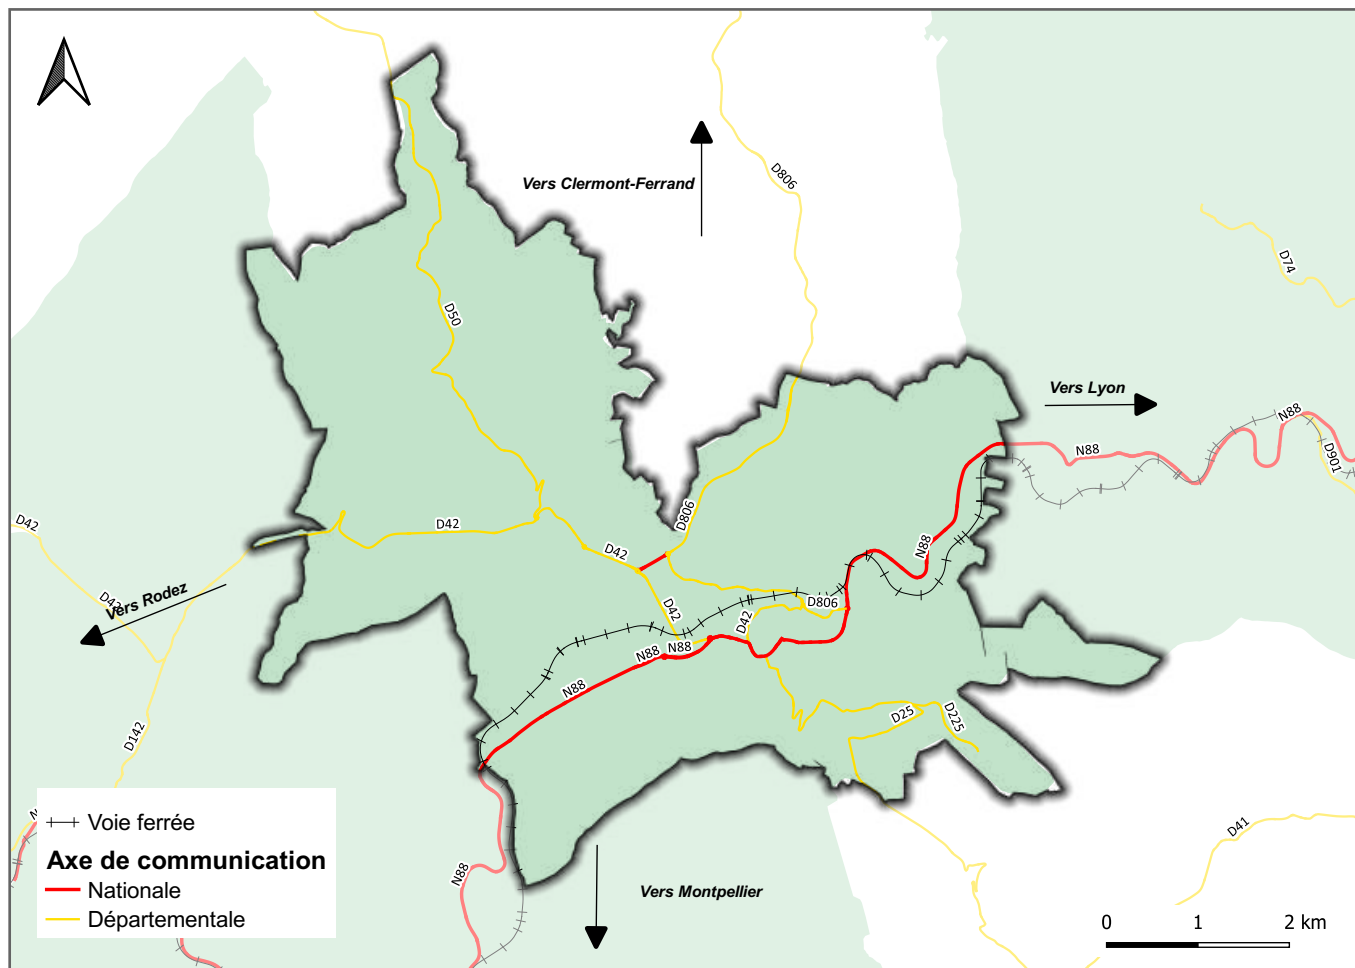 D806
Vers Clermont-Ferrand
D74
D50
Vers Lyon
N88
N88
D901
D806
D42
D42
D42
N88
D42
Vers Rodez
D42
D806
D42
N88
N88
N88
D25
D225
D142
N
Voie ferrée
Axe de communication
Nationale
Départementale
N88
Vers Montpellier
D41
0 1 2 km